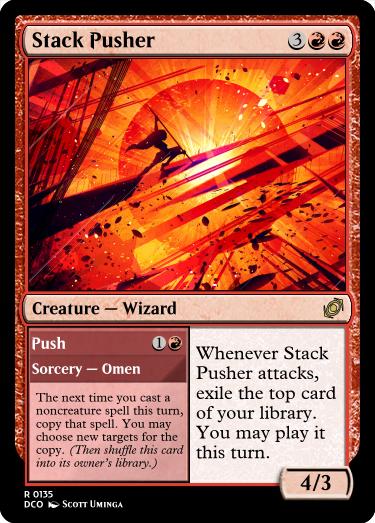 Stack Pusher 3
Creature — Wizard
Push 1
Sorcery — Omen
The next time you cast a
noncreature spell this turn,
copy that spell. You may
choose new targets for the
copy. (Then shuffle this
card into its owner's library.)
Whenever Stack
Pusher attacks,
exile the top card
of your library.
You may play it
this turn.
4/3
R 0135
DCO Scott Uminga